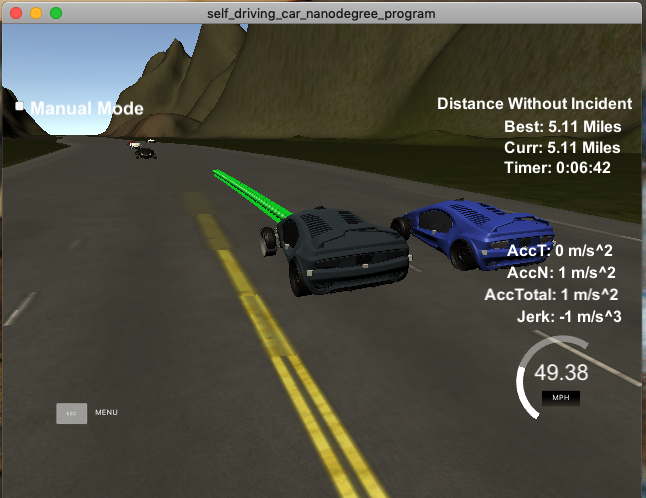 self_driving_car_nanodegree_program
Manual Mode
Distance Without Incident
Best: 5.11 Miles
Curr: 5.11 Miles
Timer: 0:06:42
AccT: 0 m/s^2
AccN: 1 m/s^2
AccTotal: 1 m/s^2
Jerk: -1 m/s^3
49.38
MPH
ESC MENU